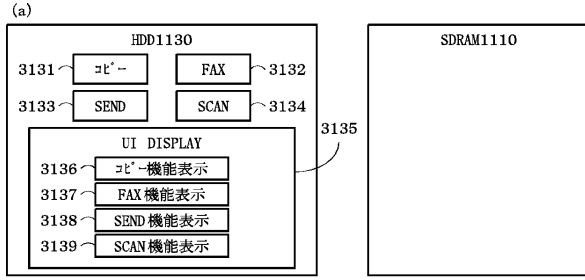 (a)
HDD1130
SDRAM1110
3131
コピー
FAX
3132
3133
SEND
SCAN
3134
3135
UI DISPLAY
3136
コピー機能表示
3137
FAX機能表示
3138
SEND機能表示
3139
SCAN機能表示